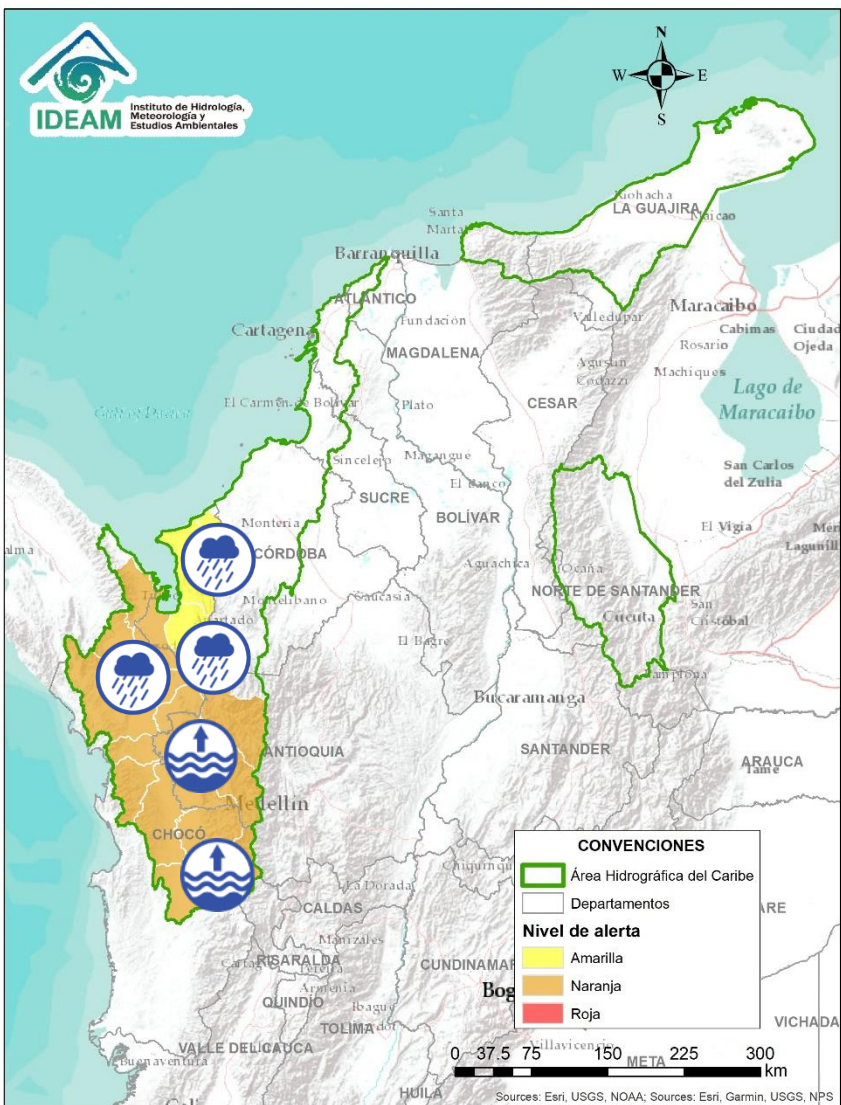 IDEAM
Instituto de Hidrología,
Meteorología y
Estudios Ambientales
N
W
E
S
Riohacha
LA GUAJIRA
Maicao
Santa
Marta
Barranquilla
ATLÁNTICO
Maracaibo
Cartagena
Fundación
Valledupar
Cabimas
Ciudad
Ojeda
Rosario
MAGDALENA
Machiques
Agustín
Codazzi
El Carmen de Bolívar
Plato
CESAR
Lago de
Maracaibo
Sincelejo
Magangue
San Carlos
del Zulia
SUCRE
El Banco
BOLÍVAR
Montería
El Vigía
CÓRDOBA
Aguachica
Ocaña
NORTE DE SANTANDER
Montelibano
Caucasia
Cucuta
San
Cristóbal
El Bagre
Bucaramanga
ANTIOQUIA
SANTANDER
ARAUCA
Tame
Medellín
CHOCÓ
La Dorada
CALDAS
Manizales
RISARALDA
Pereira
Armenia
QUINDÍO
Ibague
TOLIMA
CUNDINAMAR
Bog
VICHADA
VALLE DEL CAUCA
Buenaventura
Villavicencio
META
HUILA
CONVENCIONES
Área Hidrográfica del Caribe
Departamentos
Nivel de alerta
Amarilla
Naranja
Roja
0 37.5 75 150 225 300
km
Sources: Esri, USGS, NOAA; Sources: Esri, Garmin, USGS, NPS